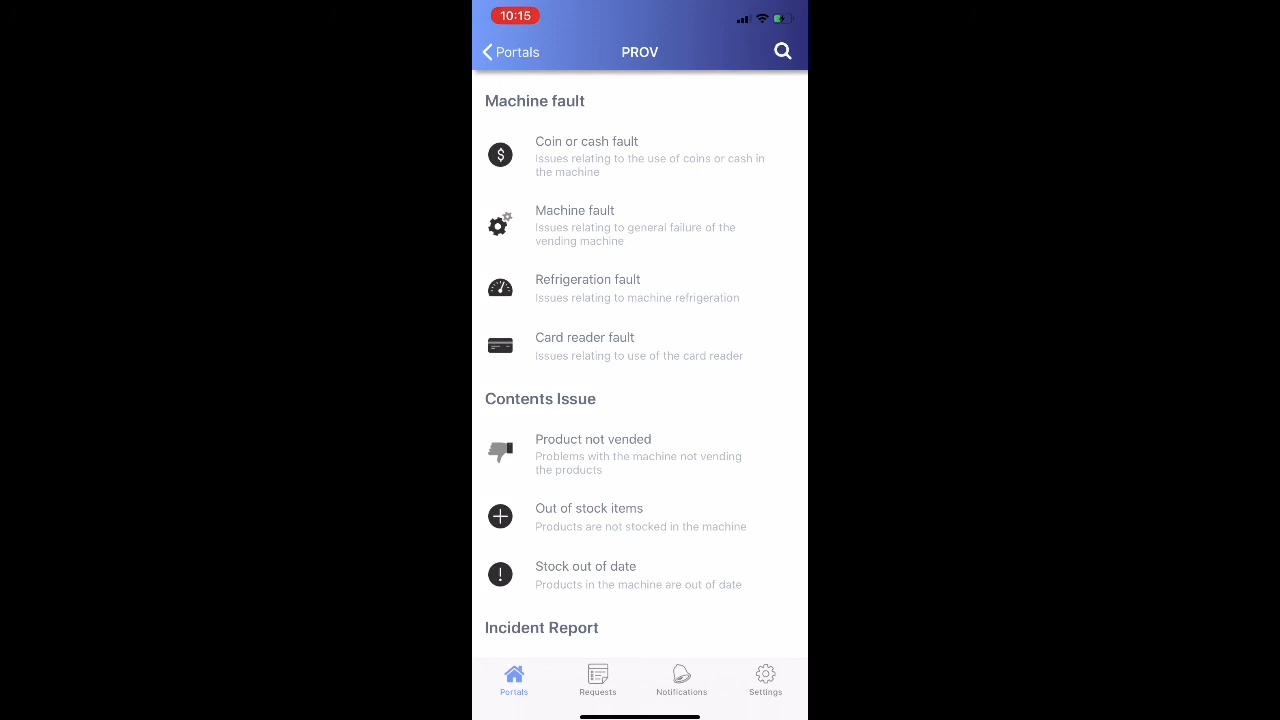 10:15
Portals
PROV
Machine fault
Coin or cash fault
Issues relating to the use of coins or cash in
the machine
Machine fault
Issues relating to general failure of the
vending machine
Refrigeration fault
Issues relating to machine refrigeration
Card reader fault
Issues relating to use of the card reader
Contents Issue
Product not vended
Problems with the machine not vending
the products
Out of stock items
Products are not stocked in the machine
Stock out of date
Products in the machine are out of date
Incident Report
Portals
Requests
Notifications
Settings